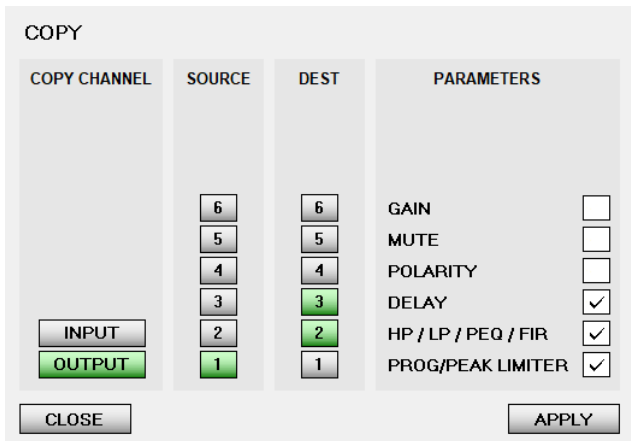 COPY
COPY CHANNEL SOURCE DEST PARAMETERS
6 6 GAIN
5 5 MUTE
4 4 POLARITY
3 3 DELAY
INPUT 2 2 HP / LP / PEQ / FIR
OUTPUT 1 1 PROG/PEAK LIMITER
CLOSE APPLY